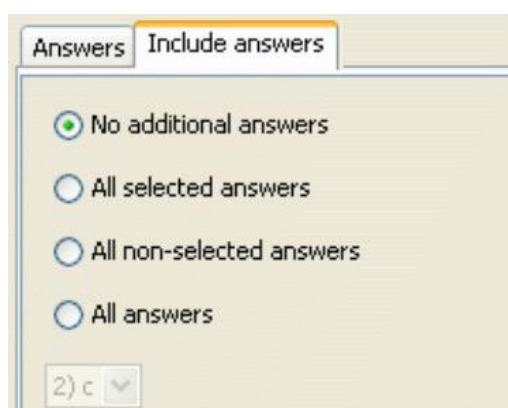 Answers Include answers
No additional answers
All selected answers
All non-selected answers
All answers
2) c